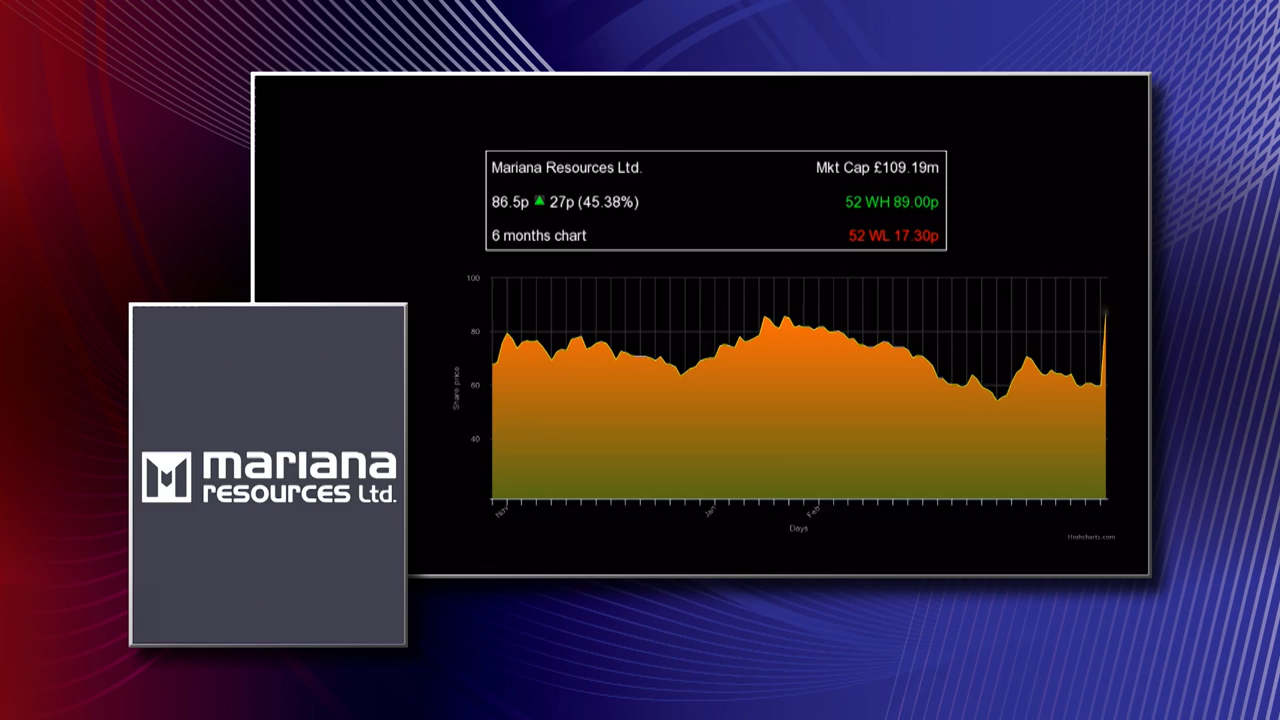 Mariana Resources Ltd.
Mkt Cap £109.19m
86.5p ▲ 27p (45.38%)
52 WH 89.00p
6 months chart
52 WL 17.30p
100
80
60
40
Share price
Nov
Jan
Feb
Days
Highcharts.com
mariana
resources Ltd.